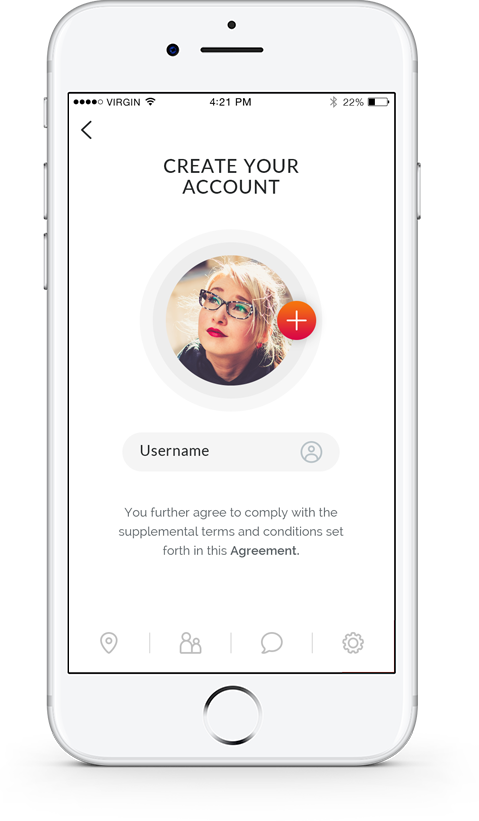 VIRGIN 4:21 PM 22%
CREATE YOUR
ACCOUNT
Username
You further agree to comply with the
supplemental terms and conditions set
forth in this Agreement.